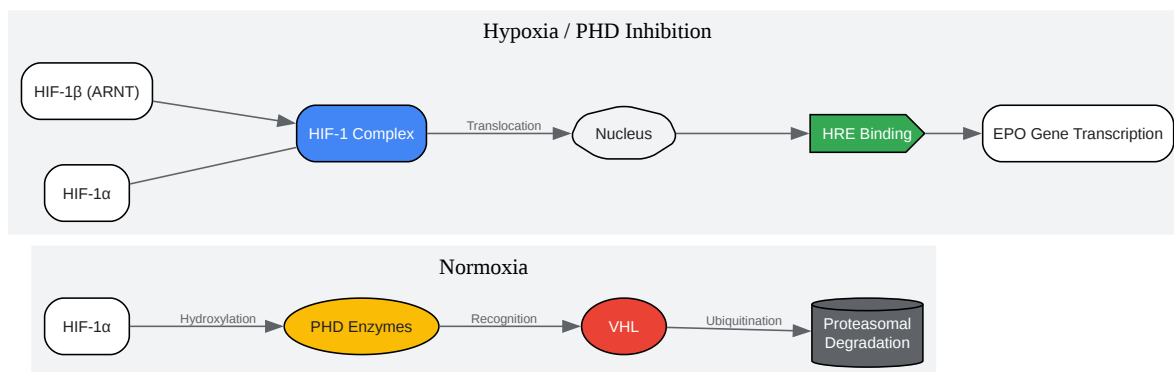 Hypoxia / PHD Inhibition
HIF-1β (ARNT)
HIF-1α
HIF-1 Complex
Translocation
Nucleus
HRE Binding
EPO Gene Transcription
Normoxia
HIF-1α
Hydroxylation
PHD Enzymes
Recognition
VHL
Ubiquitination
Proteasomal
Degradation